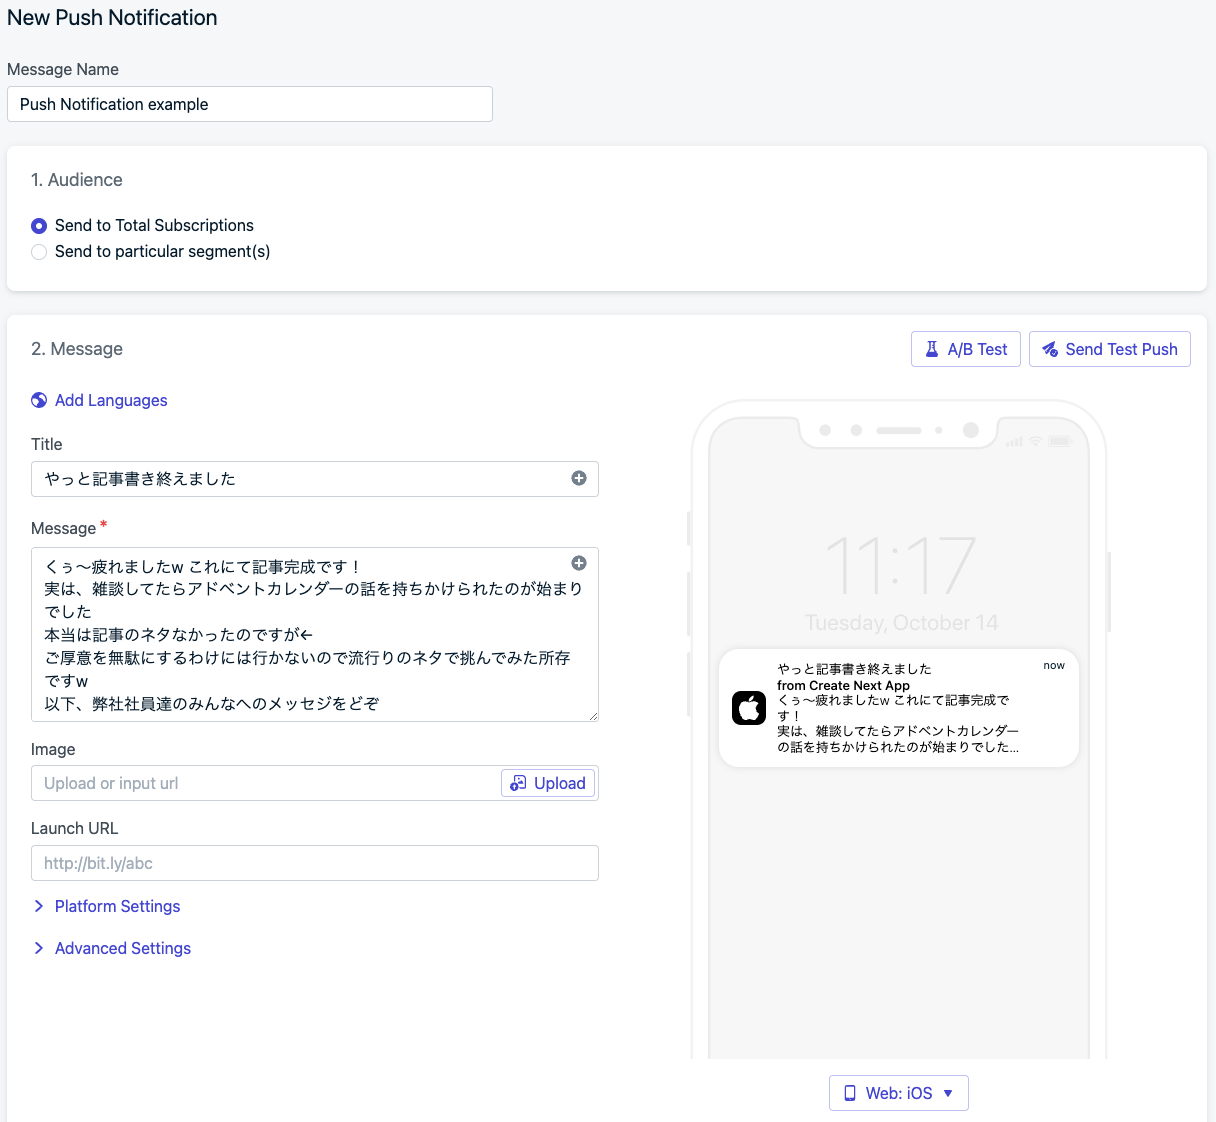 New Push Notification
Message Name
Push Notification example
1. Audience
Send to Total Subscriptions
Send to particular segment(s)
2. Message
A/B Test
Send Test Push
Add Languages
Title
やっと記事書き終えました
Message *
くぅ〜疲れましたw これにて記事完成です！
実は、雑談してたらアドベントカレンダーの話を持ちかけられたのが始まり
でした
本当は記事のネタなかったのですが←
ご厚意を無駄にするわけには行かないので流行りのネタで挑んでみた所存
ですw
以下、弊社社員達のみんなへのメッセジをどぞ
Image
Upload or input url
Upload
Launch URL
http://bit.ly/abc
Platform Settings
Advanced Settings
11:17
Tuesday, October 14
やっと記事書き終えました
now
from Create Next App
くぅ〜疲れましたw これにて記事完成で
す！
実は、雑談してたらアドベントカレンダー
の話を持ちかけられたのが始まりでした...
Web: iOS